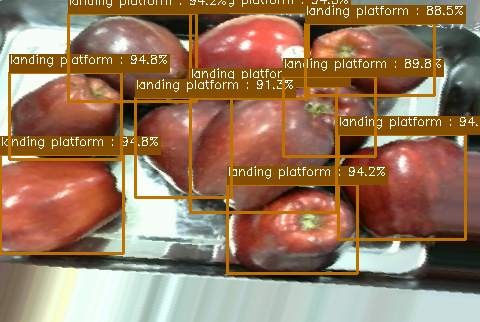 landing platform : 94.2%
landing platform : 88.5%
landing platform : 94.8%
landing platform
landing platform : 89.8%
landing platform : 91.3%
landing platform : 94.
landing platform : 94.8%
landing platform : 94.2%